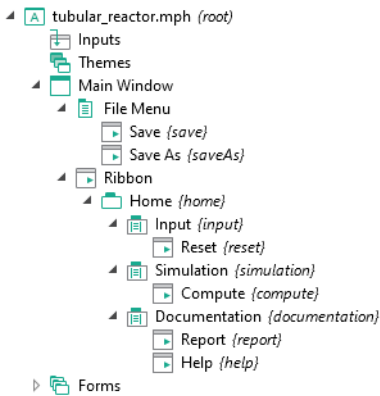 tubular_reactor.mph (root)
Inputs
Themes
Main Window
File Menu
Save {save}
Save As {saveAs}
Ribbon
Home {home}
Input {input}
Reset {reset}
Simulation {simulation}
Compute {compute}
Documentation {documentation}
Report {report}
Help {help}
Forms